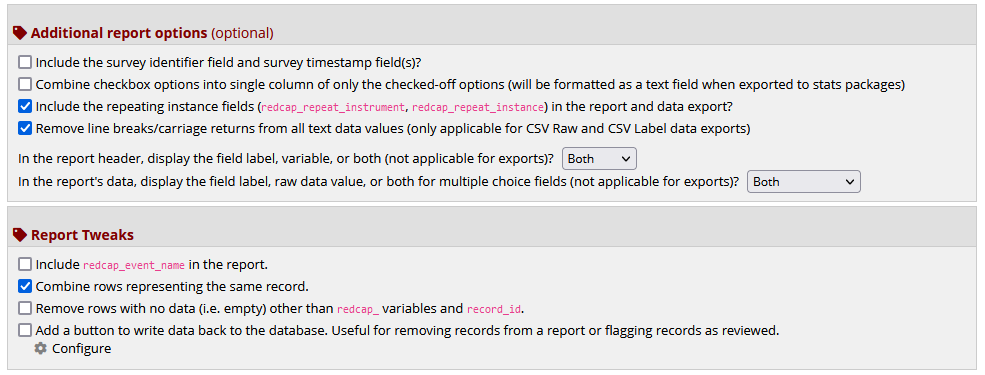 Additional report options (optional)
Include the survey identifier field and survey timestamp field(s)?
Combine checkbox options into single column of only the checked-off options (will be formatted as a text field when exported to stats packages)
Include the repeating instance fields (redcap_repeat_instrument, redcap_repeat_instance) in the report and data export?
Remove line breaks/carriage returns from all text data values (only applicable for CSV Raw and CSV Label data exports)
In the report header, display the field label, variable, or both (not applicable for exports)? Both
In the report's data, display the field label, raw data value, or both for multiple choice fields (not applicable for exports)? Both
Report Tweaks
Include redcap_event_name in the report.
Combine rows representing the same record.
Remove rows with no data (i.e. empty) other than redcap_ variables and record_id.
Add a button to write data back to the database. Useful for removing records from a report or flagging records as reviewed.
Configure